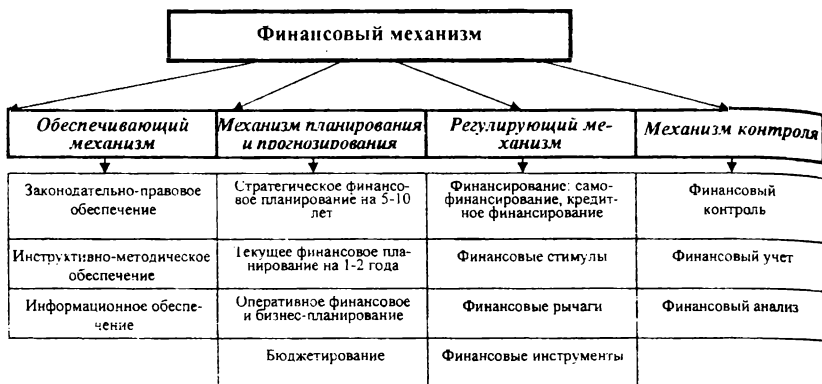 Финансовый механизм
Обеспечивающий
механизм
Механизм планирования
и прогнозирования
Регулирующий ме-
ханизм
Механизм контроля
Законодательно-правовое
обеспечение
Стратегическое финансо-
вое планирование на 5-10
лет
Финансирование: само-
финансирование, кредит-
ное финансирование
Финансовый
контроль
Инструктивно-методическое
обеспечение
Текущее финансовое пла-
нирование на 1-2 года
Финансовые стимулы
Финансовый учет
Информационное обеспе-
чение
Оперативное финансовое
и бизнес-планирование
Финансовые рычаги
Финансовый анализ
Бюджетирование
Финансовые инструменты